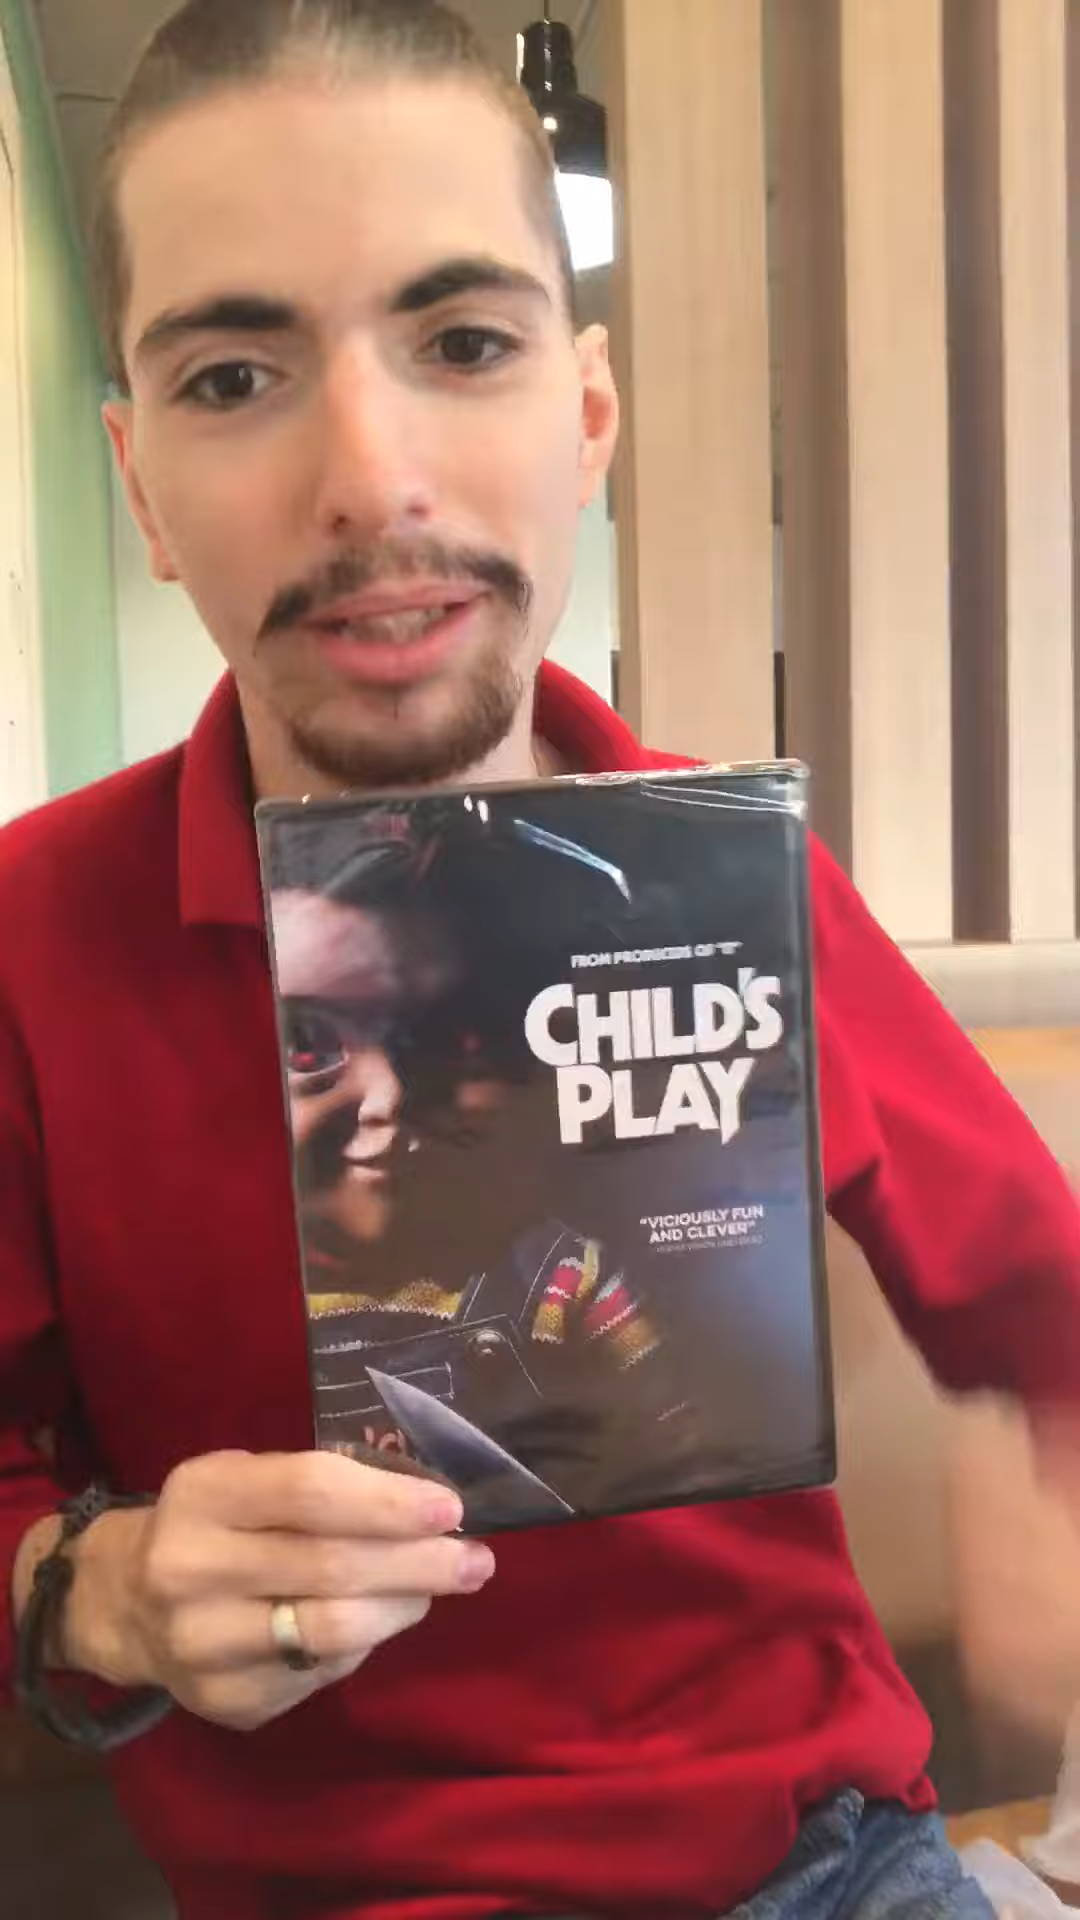 FROM PRODUCERS OF "IT"
CHILD'S
PLAY
"VICIOUSLY FUN
AND CLEVER"